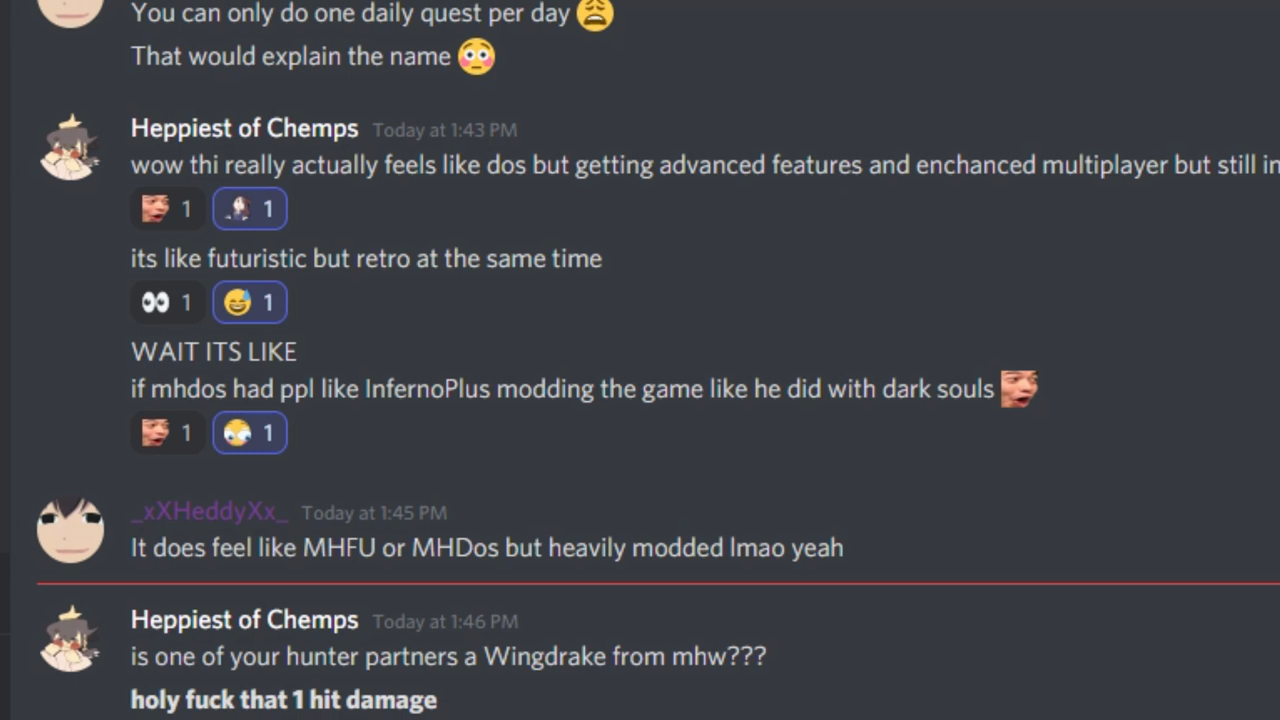 You can only do one daily quest per day 😩
That would explain the name 😳
Heppiest of Chemps Today at 1:43 PM
wow thi really actually feels like dos but getting advanced features and enchanced multiplayer but still in
1 1
its like futuristic but retro at the same time
👀 1 😅 1
WAIT ITS LIKE
if mhdos had ppl like InfernoPlus modding the game like he did with dark souls
1 1
_xXHeddyXx_ Today at 1:45 PM
It does feel like MHFU or MHDos but heavily modded lmao yeah
Heppiest of Chemps Today at 1:46 PM
is one of your hunter partners a Wingdrake from mhw???
holy fuck that 1 hit damage